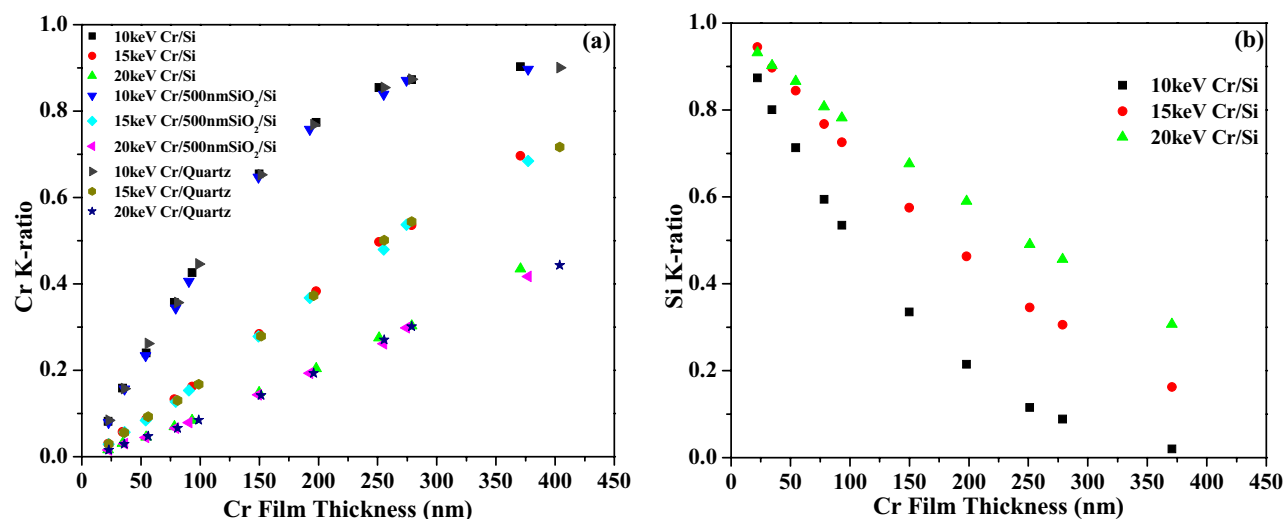 (a)
1.0
0.8
0.6
0.4
0.2
0.0
Cr K-ratio
10keV Cr/Si
15keV Cr/Si
20keV Cr/Si
10keV Cr/500nmSiO₂/Si
15keV Cr/500nmSiO₂/Si
20keV Cr/500nmSiO₂/Si
10keV Cr/Quartz
15keV Cr/Quartz
20keV Cr/Quartz
0 50 100 150 200 250 300 350 400 450
Cr Film Thickness (nm)
(b)
1.0
0.8
0.6
0.4
0.2
0.0
Si K-ratio
10keV Cr/Si
15keV Cr/Si
20keV Cr/Si
0 50 100 150 200 250 300 350 400 450
Cr Film Thickness (nm)